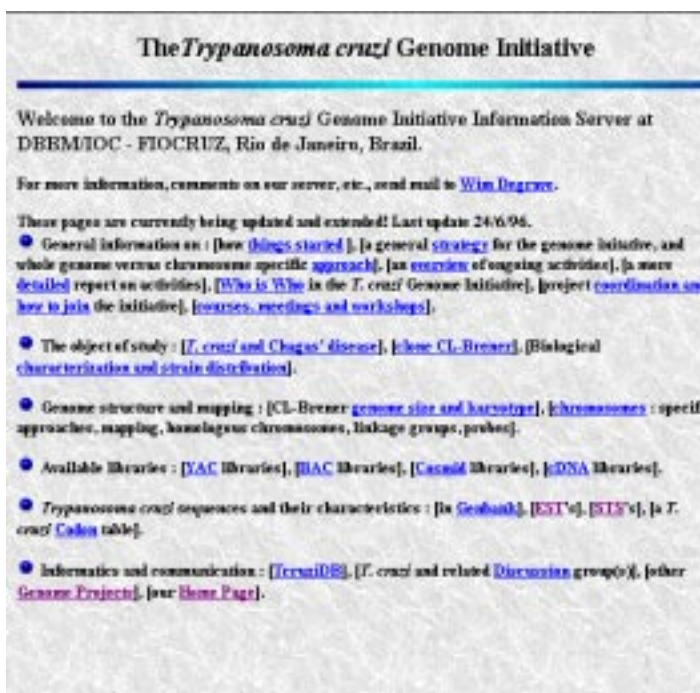 The Trypanosoma cruzi Genome Initiative
Welcome to the Trypanosoma cruzi Genome Initiative Information Server at
DBBM/IOC - FIOCRUZ, Rio de Janeiro, Brazil.
For more information, comments on our server, etc., send mail to Wim Degrave.
These pages are currently being updated and extended! Last update 24/6/96.
General information on : [how things started ], [a general strategy for the genome initative, and
whole genome versus chromosome specific approach], [an overview of ongoing activities], [a more
detailed report on activities], [Who is Who in the T. cruzi Genome Initiative], [project coordination and
how to join the initiative], [courses, meetings and workshops].
The object of study : [T. cruzi and Chagas' disease], [clone CL-Brener], [Biological
characterization and strain distribution].
Genome structure and mapping : [CL-Brener genome size and karyotype], [chromosomes : specif
approaches, mapping, homologous chromosomes, linkage groups, probes].
Available libraries : [YAC libraries], [BAC libraries], [Cosmid libraries], [cDNA libraries].
Trypanosoma cruzi sequences and their characteristics : [in Genbank], [EST's], [STS's], [a T.
cruzi Codon table].
Informatics and communication : [TcruziDB], [T. cruzi and related Discussion group(s)], [other
Genome Projects], [our Home Page].